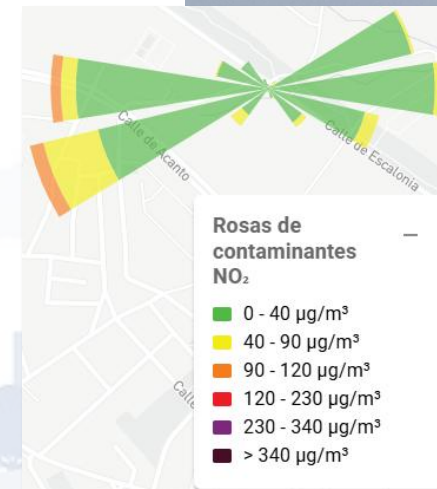 Calle de Acanto
Calle de Escalonia
Rosas de
contaminantes
NO₂
0 - 40 µg/m³
40 - 90 µg/m³
90 - 120 µg/m³
120 - 230 µg/m³
230 - 340 µg/m³
> 340 µg/m³
Calle